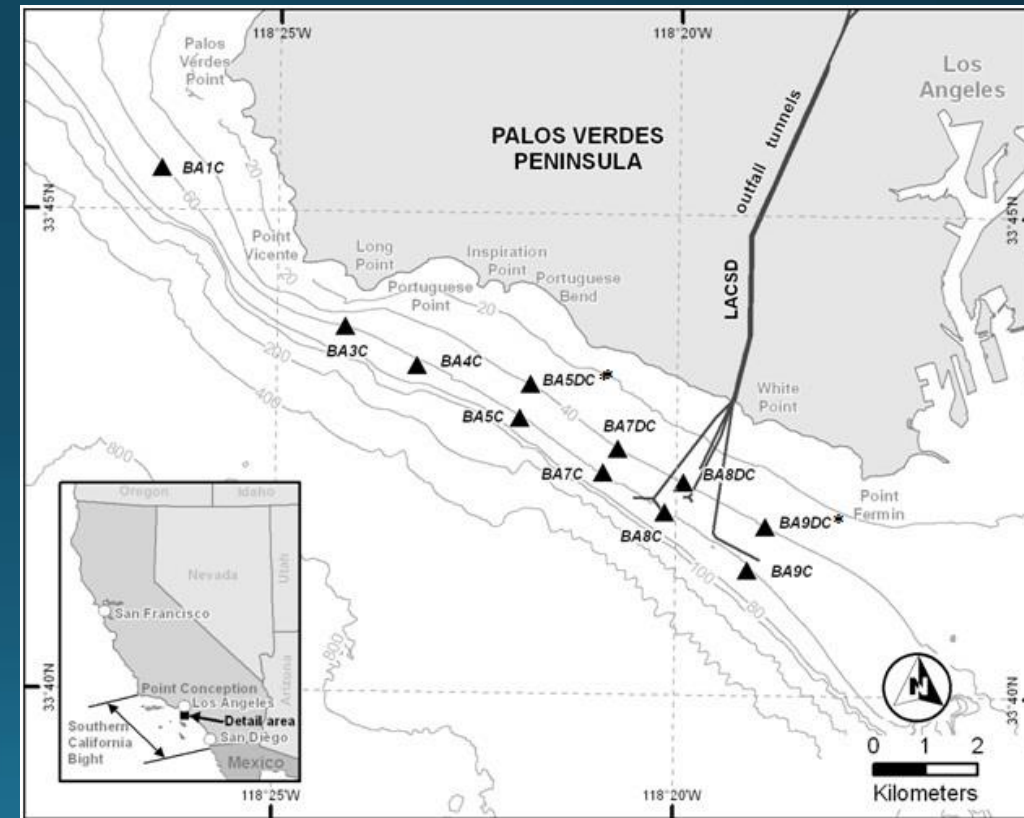 118°25'W
118°20'W
Palos
Verdes
Point
Los
Angeles
PALOS VERDES
PENINSULA
outfall tunnels
BA1C
20
60
33°45'N
33°45'N
Point
Vicente
Long
Point
Inspiration
Point
Portuguese
Bend
20
Portuguese
Point
20
LACSD
BA3C
200
BA4C
BA5DC *
400
40
White
Point
BA5C
BA7DC
800
BA7C
BA8DC
Point
Fermin
BA9DC *
BA8C
BA9C
100
80
800
33°40'N
33°40'N
Oregon
Idaho
Nevada
Utah
San Francisco
Arizona
Point Conception
Los Angeles
Detail area
Southern
California
Bight
San Diego
Mexico
N
0 1 2
Kilometers
118°25'W
118°20'W